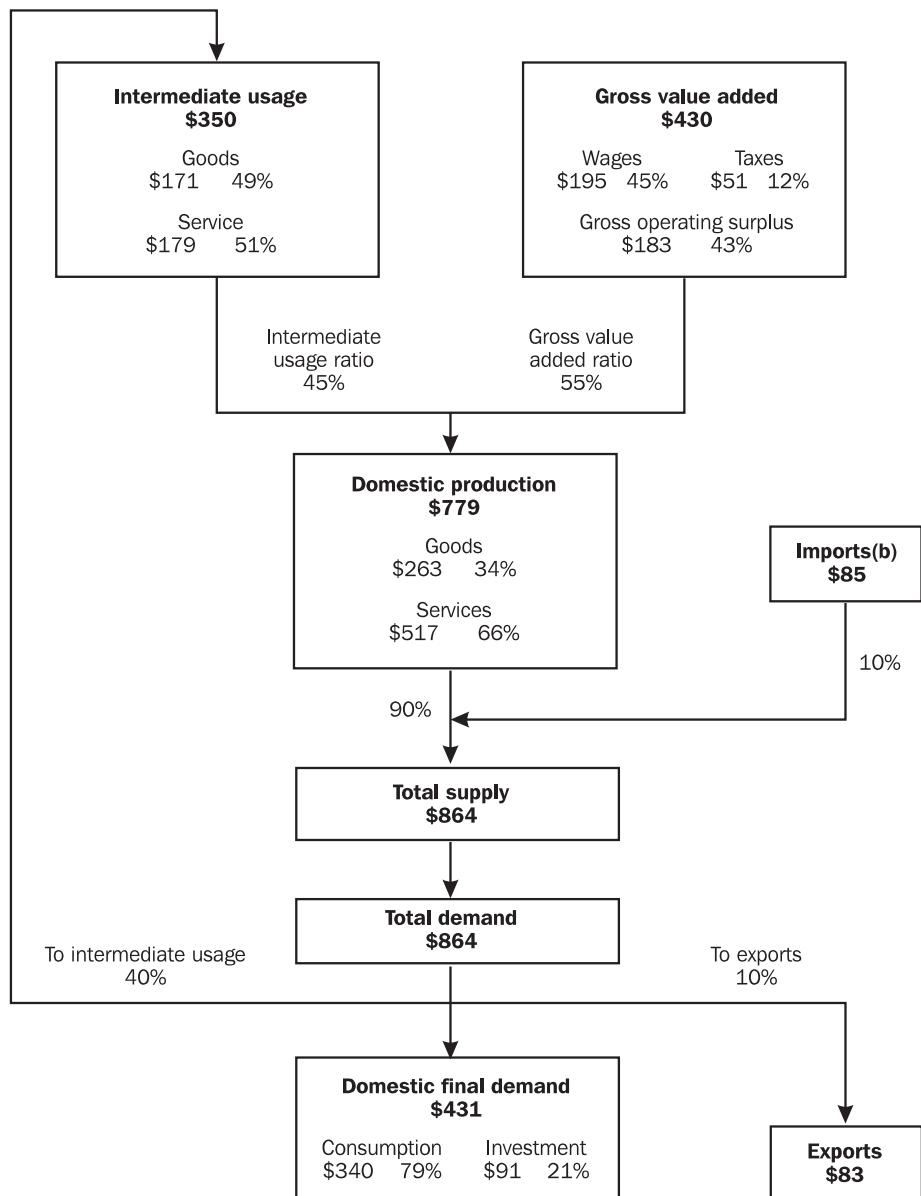 Intermediate usage
$350
Goods
$171 49%
Service
$179 51%
Gross value added
$430
Wages Taxes
$195 45% $51 12%
Gross operating surplus
$183 43%
Intermediate
usage ratio
45%
Gross value
added ratio
55%
Domestic production
$779
Goods
$263 34%
Services
$517 66%
Imports(b)
$85
90%
10%
Total supply
$864
Total demand
$864
To intermediate usage
40%
To exports
10%
Domestic final demand
$431
Consumption Investment
$340 79% $91 21%
Exports
$83